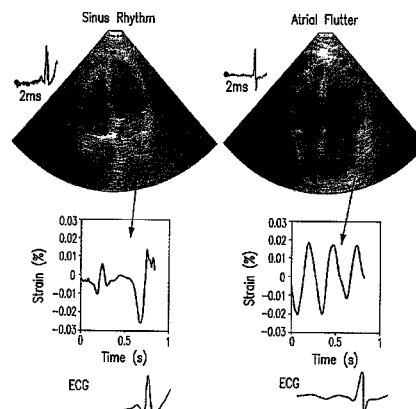 Sinus Rhythm
Atrial Flutter
2ms
2ms
0.03
0.02
0.01
0
-0.01
-0.02
-0.03
Strain (%)
0
0.5
1
Time (s)
0.03
0.02
0.01
0
-0.01
-0.02
-0.03
Strain (%)
0
0.5
1
Time (s)
ECG
ECG